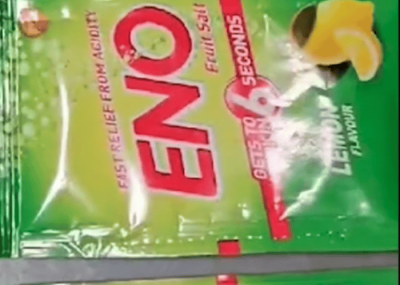 FAST RELIEF FROM ACIDITY
ENO
Fruit Salt
GETS TO WORK IN
6
SECONDS
LEMON
FLAVOUR